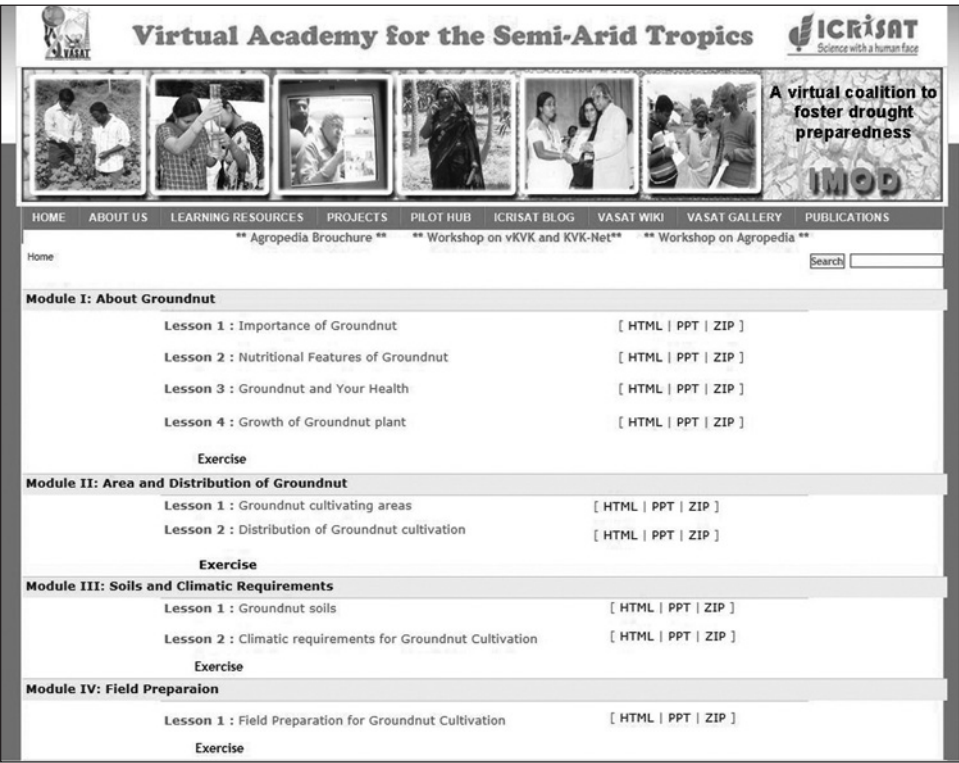 VASAT
Virtual Academy for the Semi-Arid Tropics
ICRISAT
Science with a human face
A virtual coalition to
foster drought
preparedness
IMOD
HOME ABOUT US LEARNING RESOURCES PROJECTS PILOT HUB ICRISAT BLOG VASAT WIKI VASAT GALLERY PUBLICATIONS
** Agropedia Brouchure ** ** Workshop on vKVK and KVK-Net** ** Workshop on Agropedia **
Home
Search
Module I: About Groundnut
Lesson 1 : Importance of Groundnut [ HTML | PPT | ZIP ]
Lesson 2 : Nutritional Features of Groundnut [ HTML | PPT | ZIP ]
Lesson 3 : Groundnut and Your Health [ HTML | PPT | ZIP ]
Lesson 4 : Growth of Groundnut plant [ HTML | PPT | ZIP ]
Exercise
Module II: Area and Distribution of Groundnut
Lesson 1 : Groundnut cultivating areas [ HTML | PPT | ZIP ]
Lesson 2 : Distribution of Groundnut cultivation [ HTML | PPT | ZIP ]
Exercise
Module III: Soils and Climatic Requirements
Lesson 1 : Groundnut soils [ HTML | PPT | ZIP ]
Lesson 2 : Climatic requirements for Groundnut Cultivation [ HTML | PPT | ZIP ]
Exercise
Module IV: Field Preparaion
Lesson 1 : Field Preparation for Groundnut Cultivation [ HTML | PPT | ZIP ]
Exercise